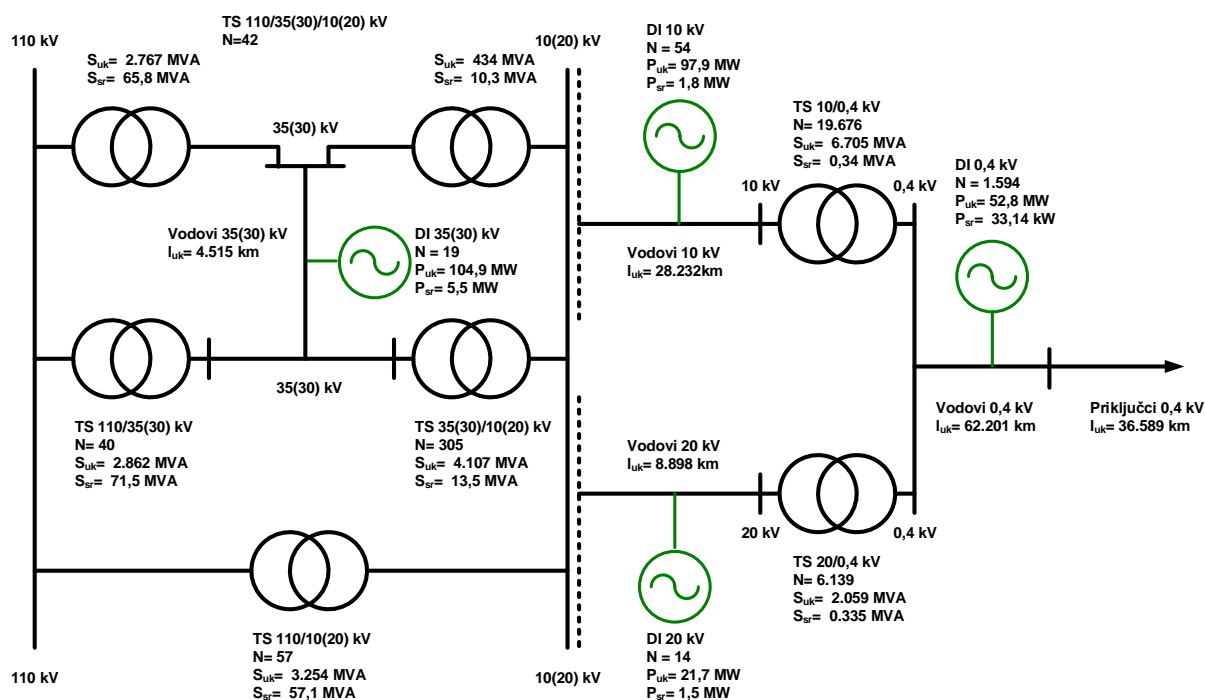 TS 110/35(30)/10(20) kV
N=42
110 kV
Suk= 2.767 MVA
Ssr= 65,8 MVA
Suk= 434 MVA
Ssr= 10,3 MVA
10(20) kV
35(30) kV
Vodovi 35(30) kV
luk= 4.515 km
DI 35(30) kV
N = 19
Puk= 104,9 MW
Psr= 5,5 MW
35(30) kV
TS 110/35(30) kV
N= 40
Suk= 2.862 MVA
Ssr= 71,5 MVA
TS 35(30)/10(20) kV
N= 305
Suk= 4.107 MVA
Ssr= 13,5 MVA
TS 110/10(20) kV
N= 57
Suk= 3.254 MVA
Ssr= 57,1 MVA
110 kV
10(20) kV
DI 10 kV
N = 54
Puk= 97,9 MW
Psr= 1,8 MW
TS 10/0,4 kV
N= 19.676
Suk= 6.705 MVA
Ssr= 0,34 MVA
10 kV
0,4 kV
Vodovi 10 kV
luk= 28.232km
DI 0,4 kV
N = 1.594
Puk= 52,8 MW
Psr= 33,14 kW
Vodovi 0,4 kV
luk= 62.201 km
Priključci 0,4 kV
luk= 36.589 km
Vodovi 20 kV
luk= 8.898 km
20 kV
0,4 kV
TS 20/0,4 kV
N= 6.139
Suk= 2.059 MVA
Ssr= 0.335 MVA
DI 20 kV
N = 14
Puk= 21,7 MW
Psr= 1,5 MW